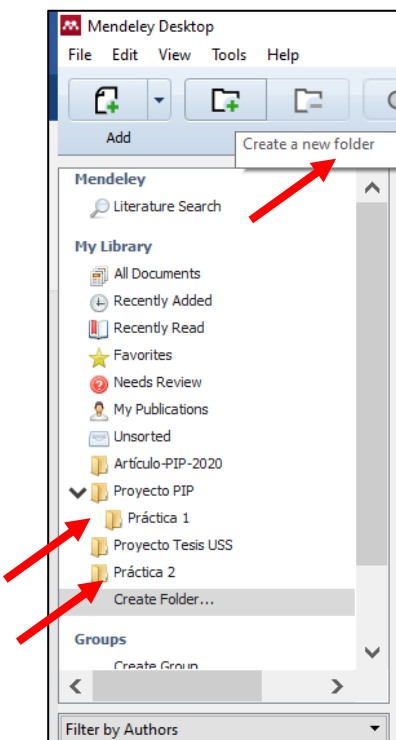 Mendeley Desktop
File Edit View Tools Help
Add
Create a new folder
Mendeley
Literature Search
My Library
All Documents
Recently Added
Recently Read
Favorites
Needs Review
My Publications
Unsorted
Artículo-PIP-2020
Proyecto PIP
Práctica 1
Proyecto Tesis USS
Práctica 2
Create Folder...
Groups
Create Group
Filter by Authors